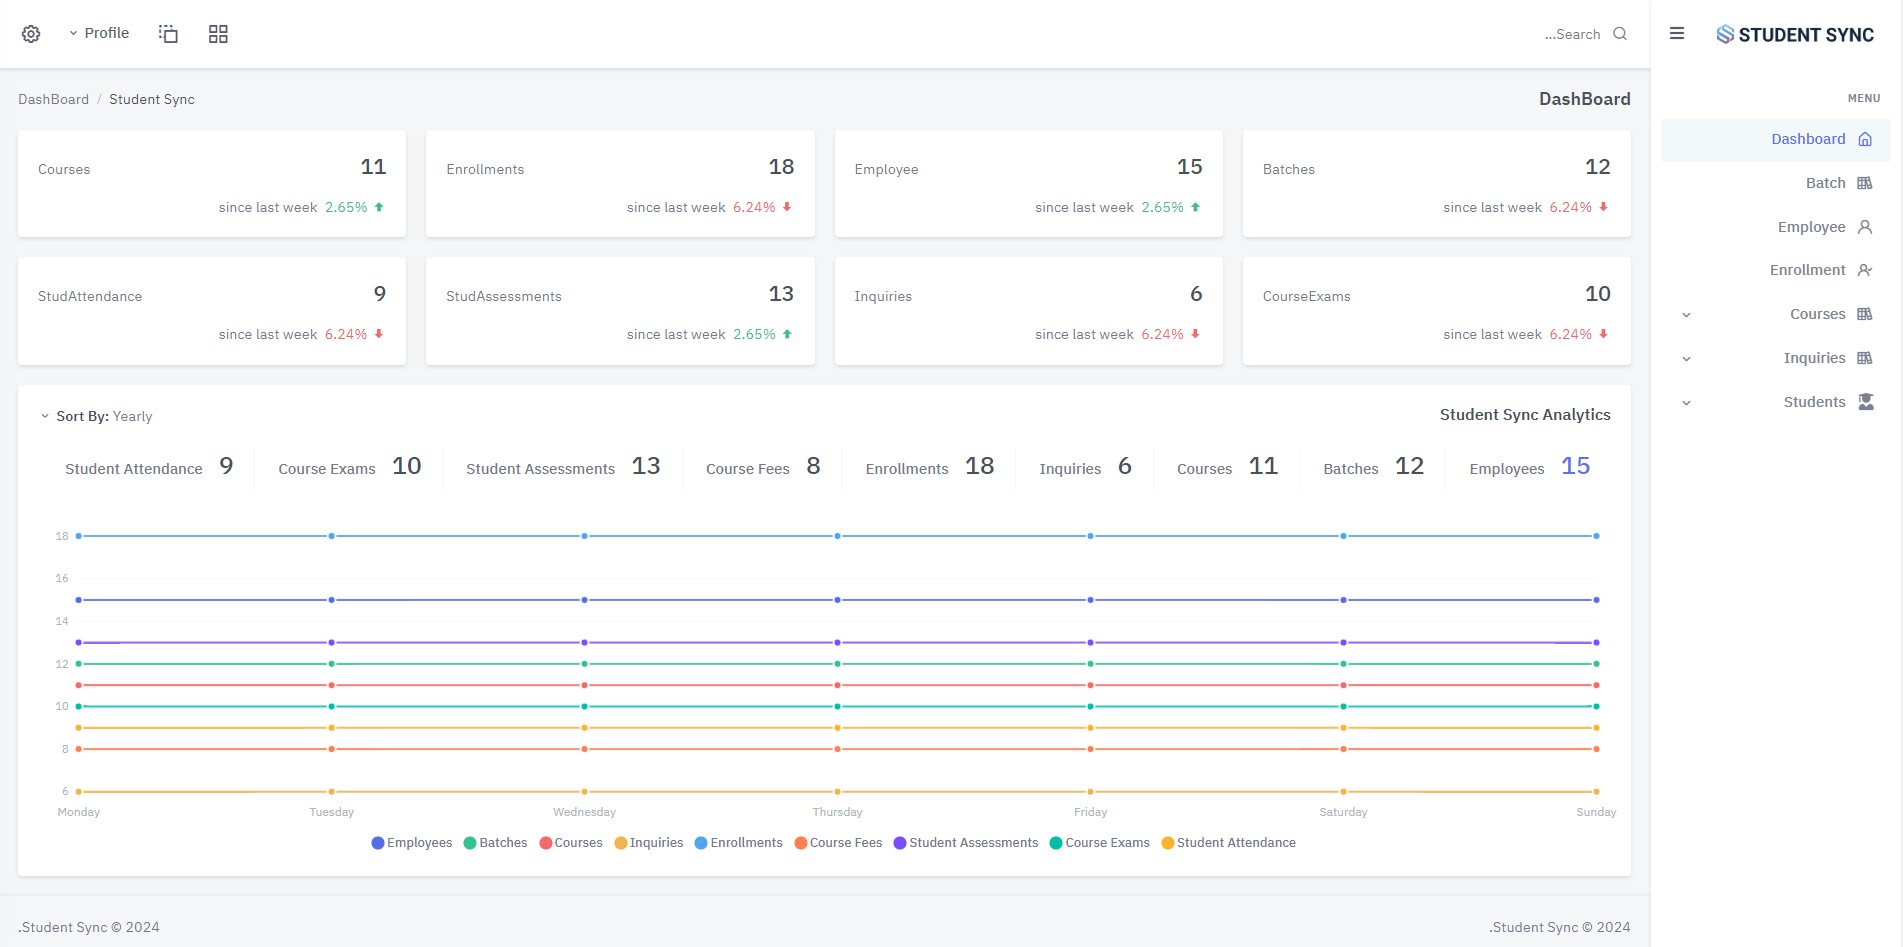 Profile
...Search
STUDENT SYNC
DashBoard / Student Sync
DashBoard
Courses 11
since last week 2.65%
Enrollments 18
since last week 6.24%
Employee 15
since last week 2.65%
Batches 12
since last week 6.24%
StudAttendance 9
since last week 6.24%
StudAssessments 13
since last week 2.65%
Inquiries 6
since last week 6.24%
CourseExams 10
since last week 6.24%
Sort By: Yearly
Student Sync Analytics
Student Attendance 9
Course Exams 10
Student Assessments 13
Course Fees 8
Enrollments 18
Inquiries 6
Courses 11
Batches 12
Employees 15
18
16
14
12
10
8
6
Monday Tuesday Wednesday Thursday Friday Saturday Sunday
Employees Batches Courses Inquiries Enrollments Course Fees Student Assessments Course Exams Student Attendance
.Student Sync © 2024
.Student Sync © 2024
MENU
Dashboard
Batch
Employee
Enrollment
Courses
Inquiries
Students